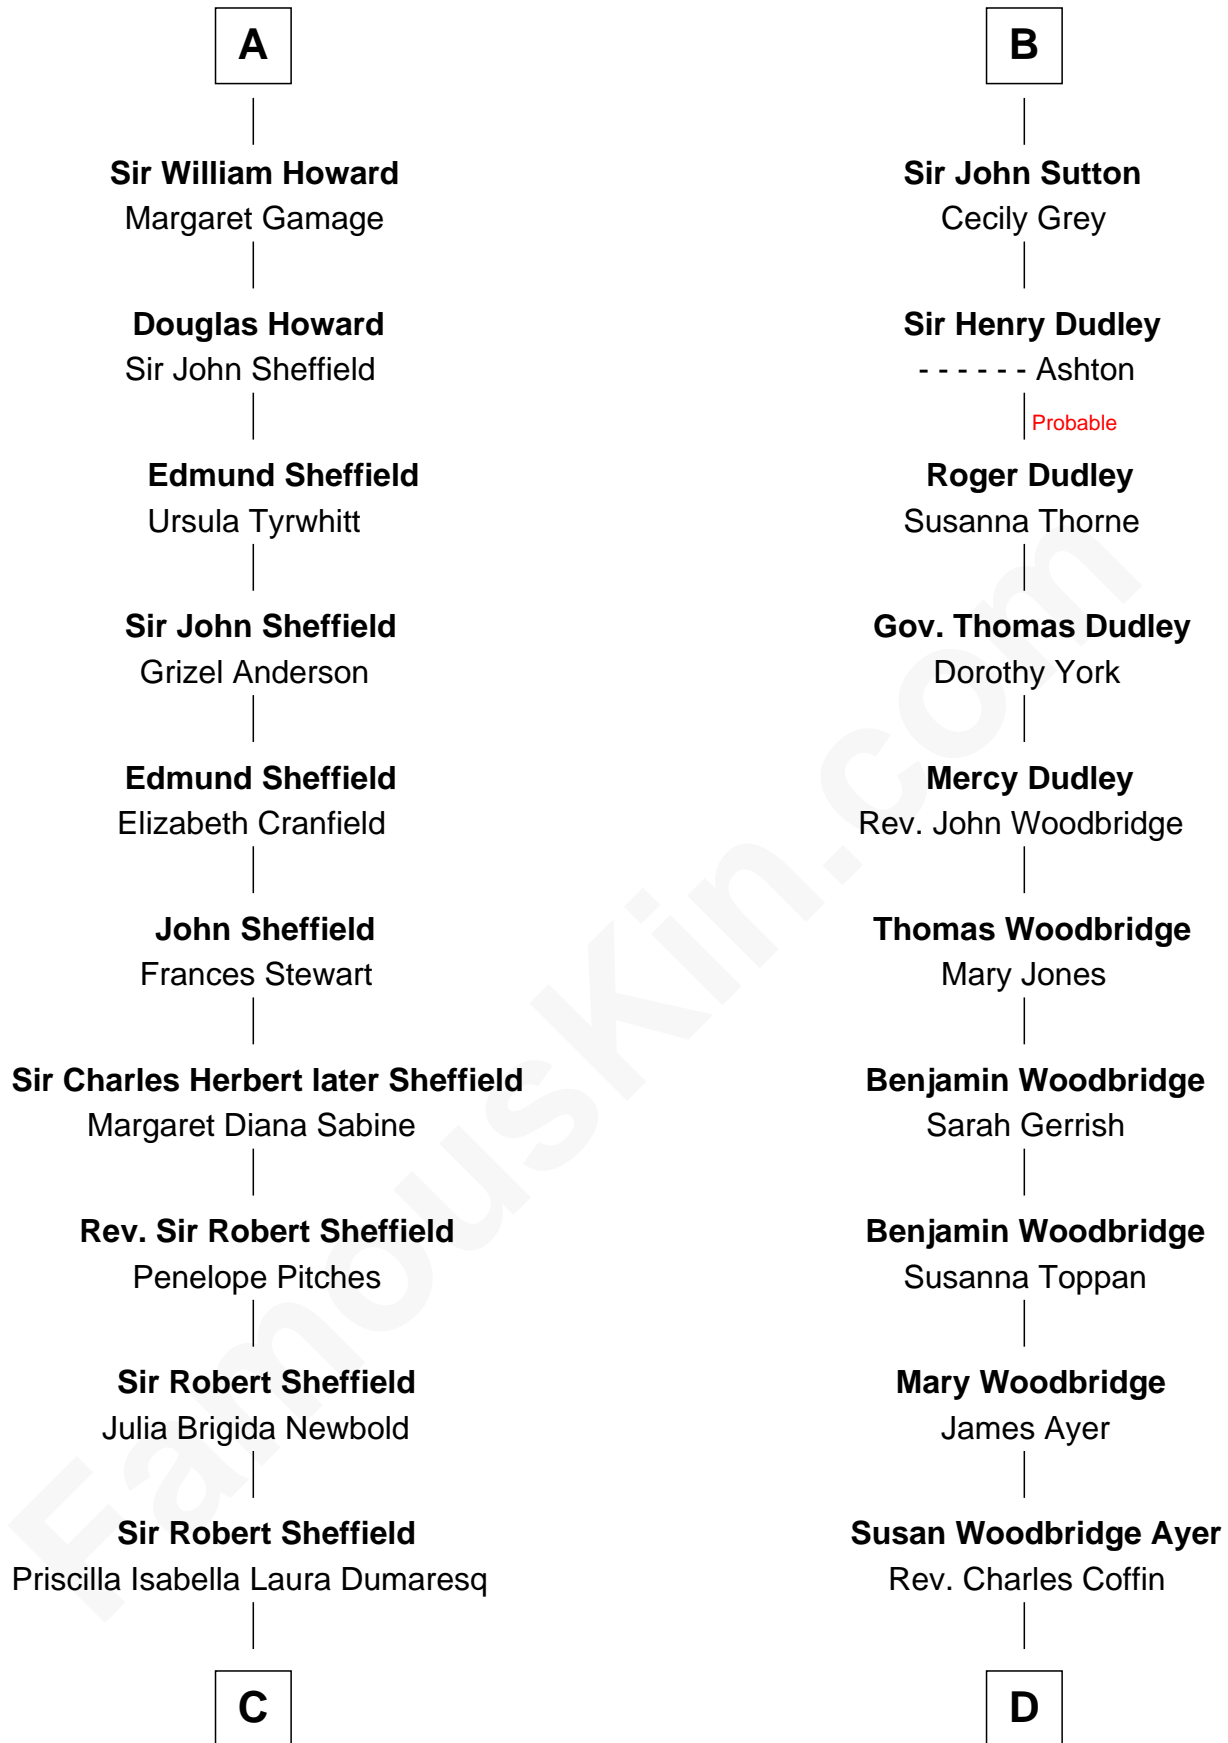 A
Sir William Howard
Margaret Gamage
Douglas Howard
Sir John Sheffield
Edmund Sheffield
Ursula Tyrwhitt
Sir John Sheffield
Grizel Anderson
Edmund Sheffield
Elizabeth Cranfield
John Sheffield
Frances Stewart
Sir Charles Herbert later Sheffield
Margaret Diana Sabine
Rev. Sir Robert Sheffield
Penelope Pitches
Sir Robert Sheffield
Julia Brigida Newbold
Sir Robert Sheffield
Priscilla Isabella Laura Dumaresq
C
B
Sir John Sutton
Cecily Grey
Sir Henry Dudley
- - - - - - Ashton
Probable
Roger Dudley
Susanna Thorne
Gov. Thomas Dudley
Dorothy York
Mercy Dudley
Rev. John Woodbridge
Thomas Woodbridge
Mary Jones
Benjamin Woodbridge
Sarah Gerrish
Benjamin Woodbridge
Susanna Toppan
Mary Woodbridge
James Ayer
Susan Woodbridge Ayer
Rev. Charles Coffin
D
FamousKin.com